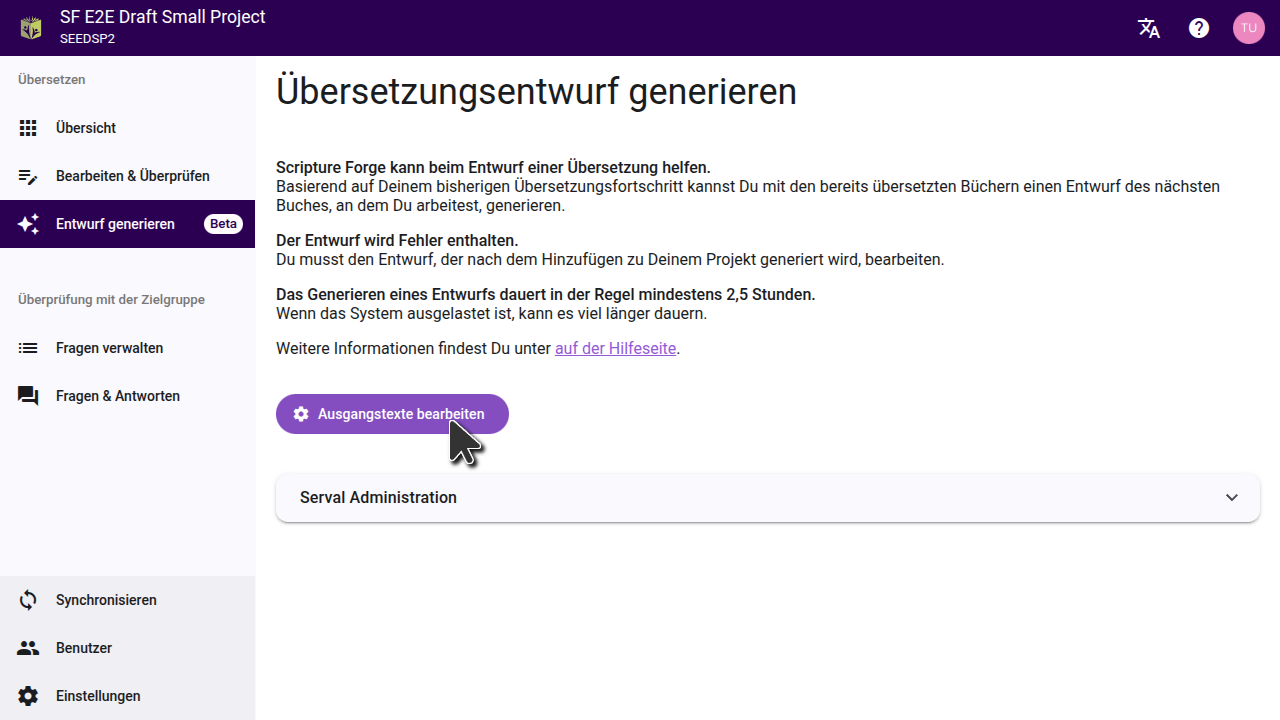 SF E2E Draft Small Project
SEEDSP2
TU
Übersetzen
Übersicht
Bearbeiten & Überprüfen
Entwurf generieren Beta
Überprüfung mit der Zielgruppe
Fragen verwalten
Fragen & Antworten
Synchronisieren
Benutzer
Einstellungen
Übersetzungsentwurf generieren
Scripture Forge kann beim Entwurf einer Übersetzung helfen.
Basierend auf Deinem bisherigen Übersetzungsfortschritt kannst Du mit den bereits übersetzten Büchern einen Entwurf des nächsten
Buches, an dem Du arbeitest, generieren.
Der Entwurf wird Fehler enthalten.
Du musst den Entwurf, der nach dem Hinzufügen zu Deinem Projekt generiert wird, bearbeiten.
Das Generieren eines Entwurfs dauert in der Regel mindestens 2,5 Stunden.
Wenn das System ausgelastet ist, kann es viel länger dauern.
Weitere Informationen findest Du unter auf der Hilfeseite.
Ausgangstexte bearbeiten
Serval Administration